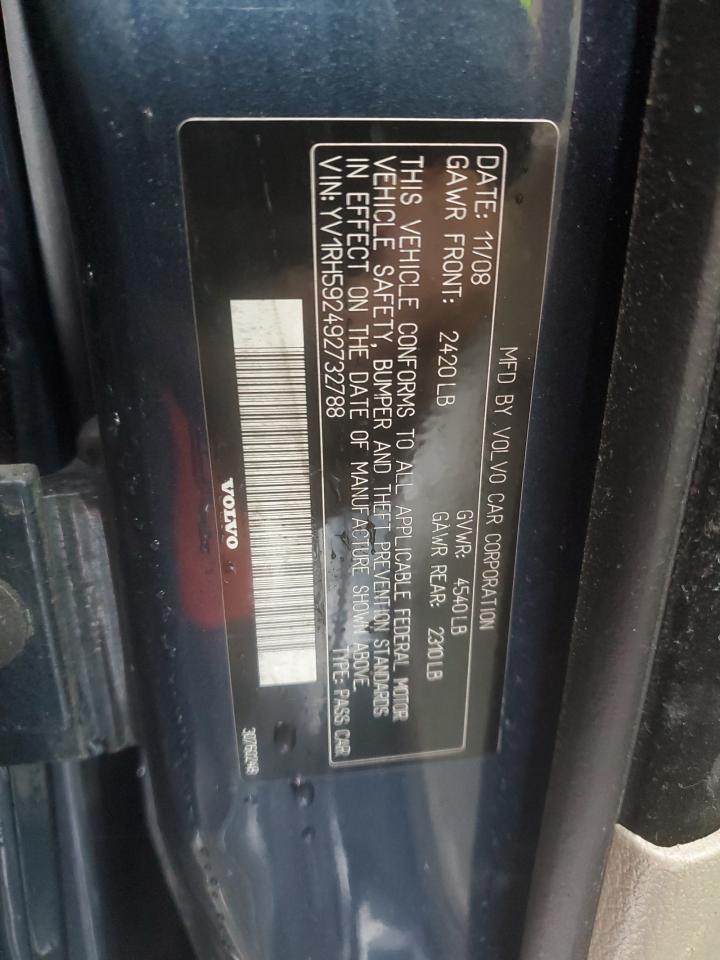 MFD BY VOLVO CAR CORPORATION
DATE: 11/08 GVWR: 4540 LB
GAWR FRONT: 2420 LB GAWR REAR: 2310 LB
THIS VEHICLE CONFORMS TO ALL APPLICABLE FEDERAL MOTOR
VEHICLE SAFETY, BUMPER AND THEFT PREVENTION STANDARDS
IN EFFECT ON THE DATE OF MANUFACTURE SHOWN ABOVE.
VIN: YV1RH592492732788 TYPE: PASS CAR
VOLVO
30760248